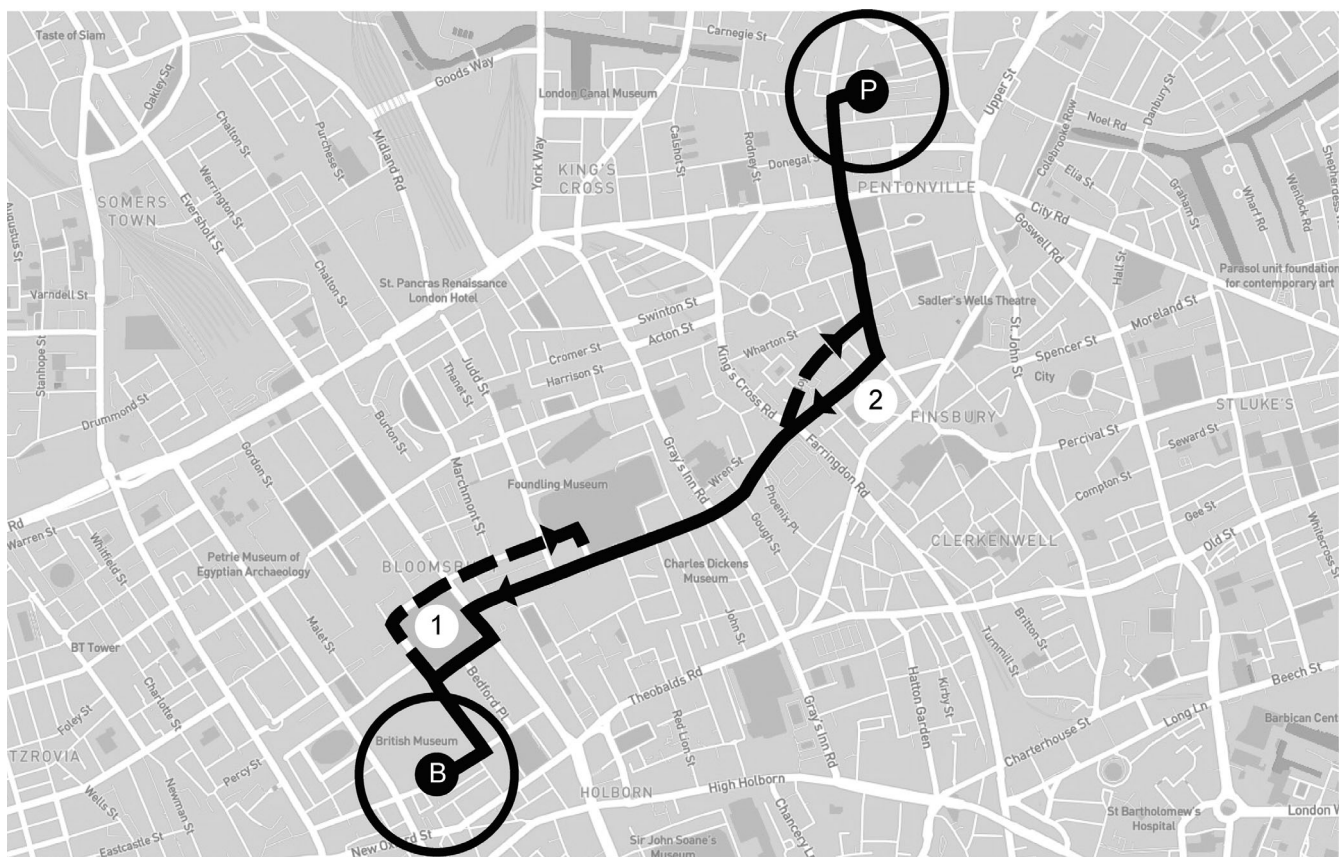 Taste of Siam
Oakley Sq
Goods Way
Carnegie St
P
Upper St
Danbury St
Noel Rd
Colebrooke Row
London Canal Museum
Chalton St
Purchese St
Midland Rd
York Way
Calshot St
Rodney St
Donegal S
Elia St
Graham St
Wharf Rd
Wenlock Rd
Shepherdess
KING'S
CROSS
PENTONVILLE
City Rd
SOMERS
TOWN
Werrington St
Eversholt St
Augustus St
Goswell Rd
Hall St
Parasol unit foundation
for contemporary art
St. Pancras Renaissance
London Hotel
Chalton St
Varndell St
Swinton St
Acton St
Sadler's Wells Theatre
Moreland St
Stanhope St
Cromer St
Harrison St
Wharton St
King's Cross Rd
St. John St
Spencer St
City
Judd St
Thanet St
Drummond St
Burton St
2
FINSBURY
ST LUKE'S
Percival St
Seward St
Gordon St
Marchmont St
Foundling Museum
Gray's Inn Rd
Wren St
Farringdon Rd
Compton St
Gee St
Rd
Warren St
Whitfield St
Phoenix Pl
Gough St
Old St
Whitecross St
Petrie Museum of
Egyptian Archaeology
BLOOMSB
Charles Dickens
Museum
CLERKENWELL
1
BT Tower
Malet St
John St
Britton St
Turnmill St
Bedford Pl
Theobalds Rd
Charlotte St
Foley St
Hatton Garden
Kirby St
Beech St
Long Ln
TZROVIA
British Museum
Red Lion St
Gray's Inn Rd
Charterhouse St
Barbican Cent
Percy St
B
Wells St
Newman St
HOLBORN
High Holborn
St Bartholomew's
Hospital
London W
Eastcastle St
New Oxford St
Sir John Soane's
Museum
Chancery L